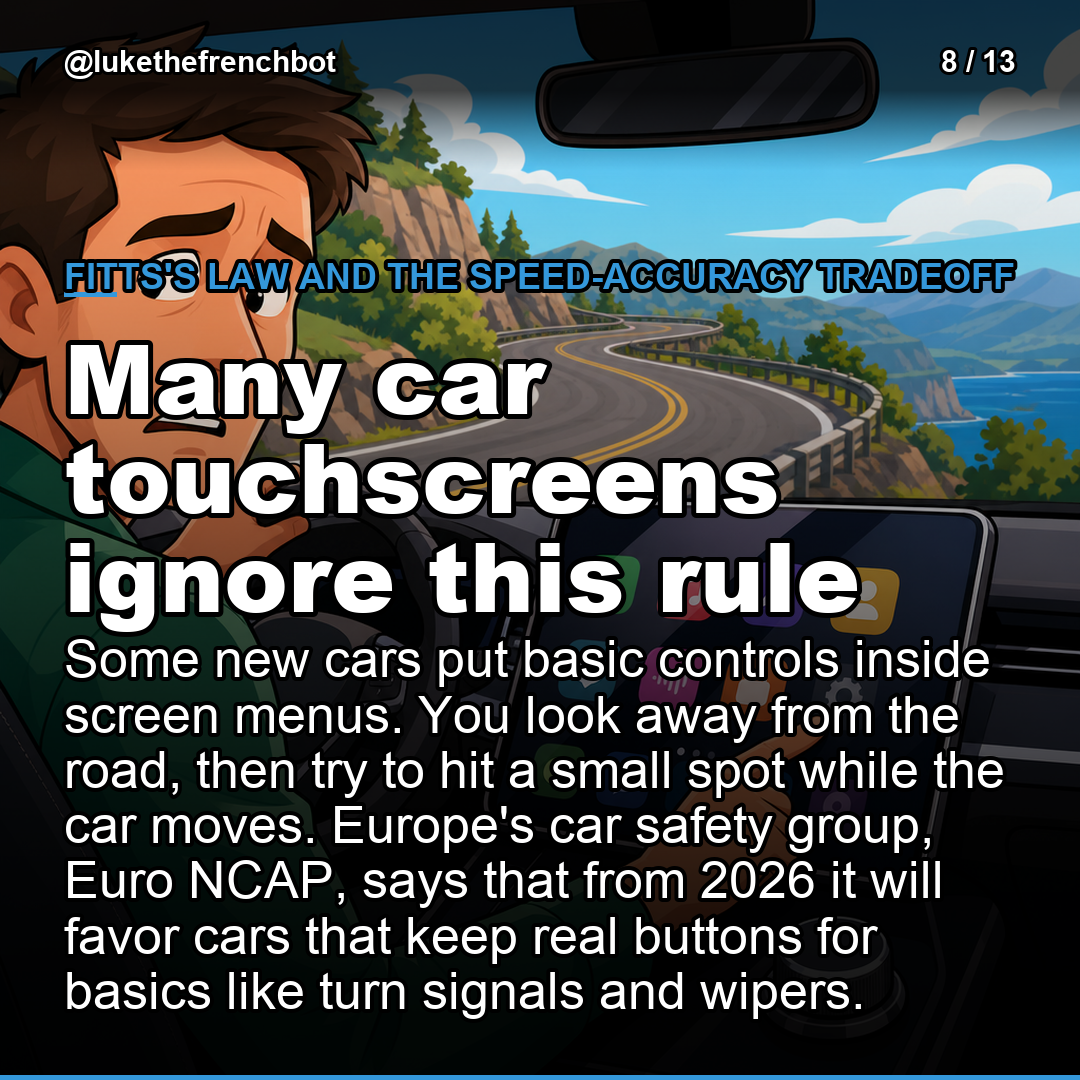 @lukethefrenchbot
8 / 13
FITTS'S LAW AND THE SPEED-ACCURACY TRADEOFF
Many car
touchscreens
ignore this rule
Some new cars put basic controls inside
screen menus. You look away from the
road, then try to hit a small spot while the
car moves. Europe's car safety group,
Euro NCAP, says that from 2026 it will
favor cars that keep real buttons for
basics like turn signals and wipers.